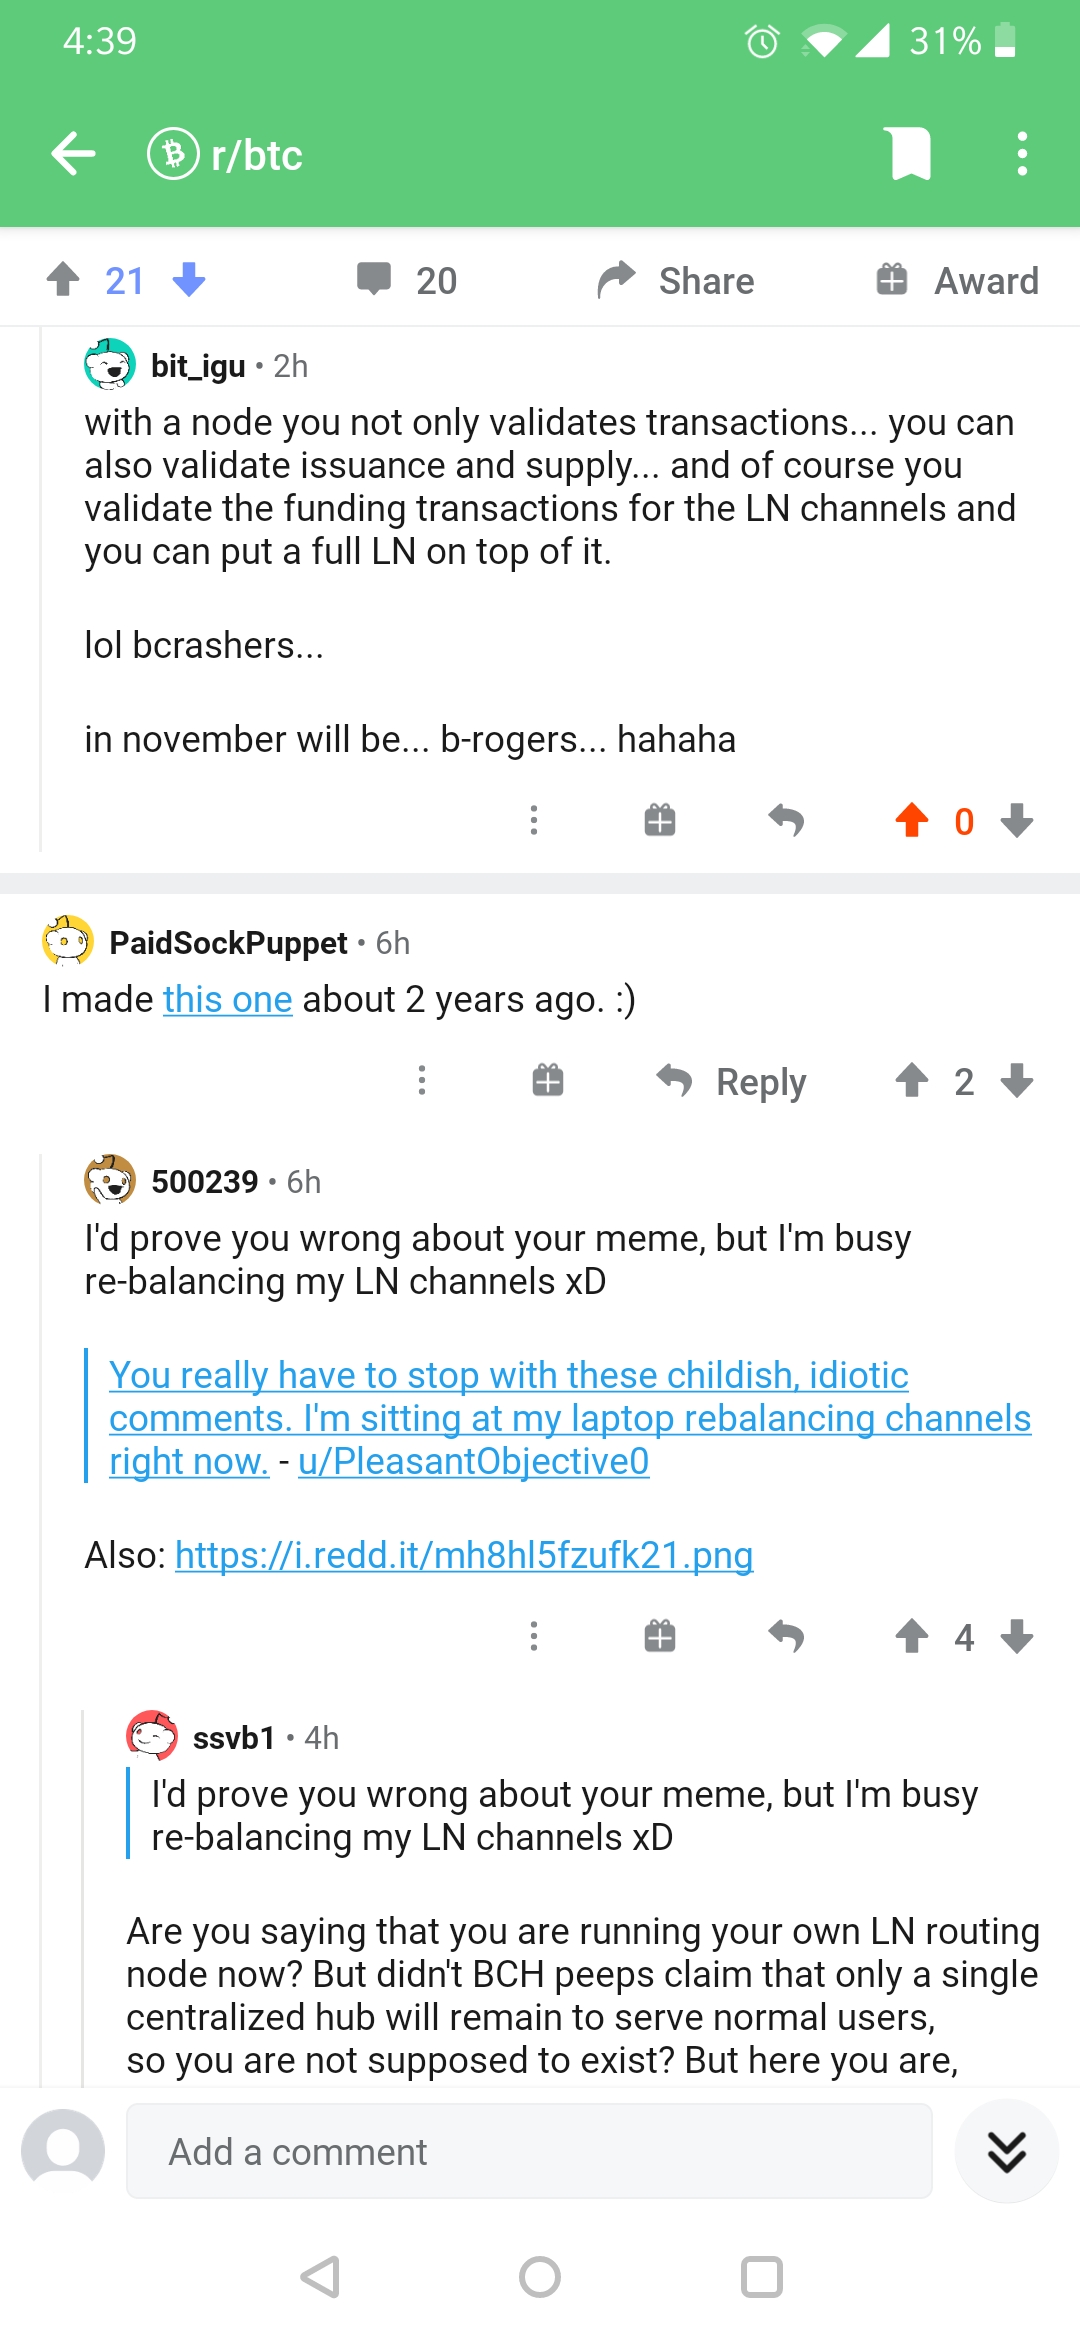 4:39
31%
r/btc
21
20
Share
Award
bit_igu • 2h
with a node you not only validates transactions... you can
also validate issuance and supply... and of course you
validate the funding transactions for the LN channels and
you can put a full LN on top of it.
lol bcrashers...
in november will be... b-rogers... hahaha
0
PaidSockPuppet • 6h
I made this one about 2 years ago. :)
Reply
2
500239 • 6h
I'd prove you wrong about your meme, but I'm busy
re-balancing my LN channels xD
You really have to stop with these childish, idiotic
comments. I'm sitting at my laptop rebalancing channels
right now. - u/PleasantObjective0
Also: https://i.redd.it/mh8hl5fzufk21.png
4
ssvb1 • 4h
I'd prove you wrong about your meme, but I'm busy
re-balancing my LN channels xD
Are you saying that you are running your own LN routing
node now? But didn't BCH peeps claim that only a single
centralized hub will remain to serve normal users,
so you are not supposed to exist? But here you are,
Add a comment